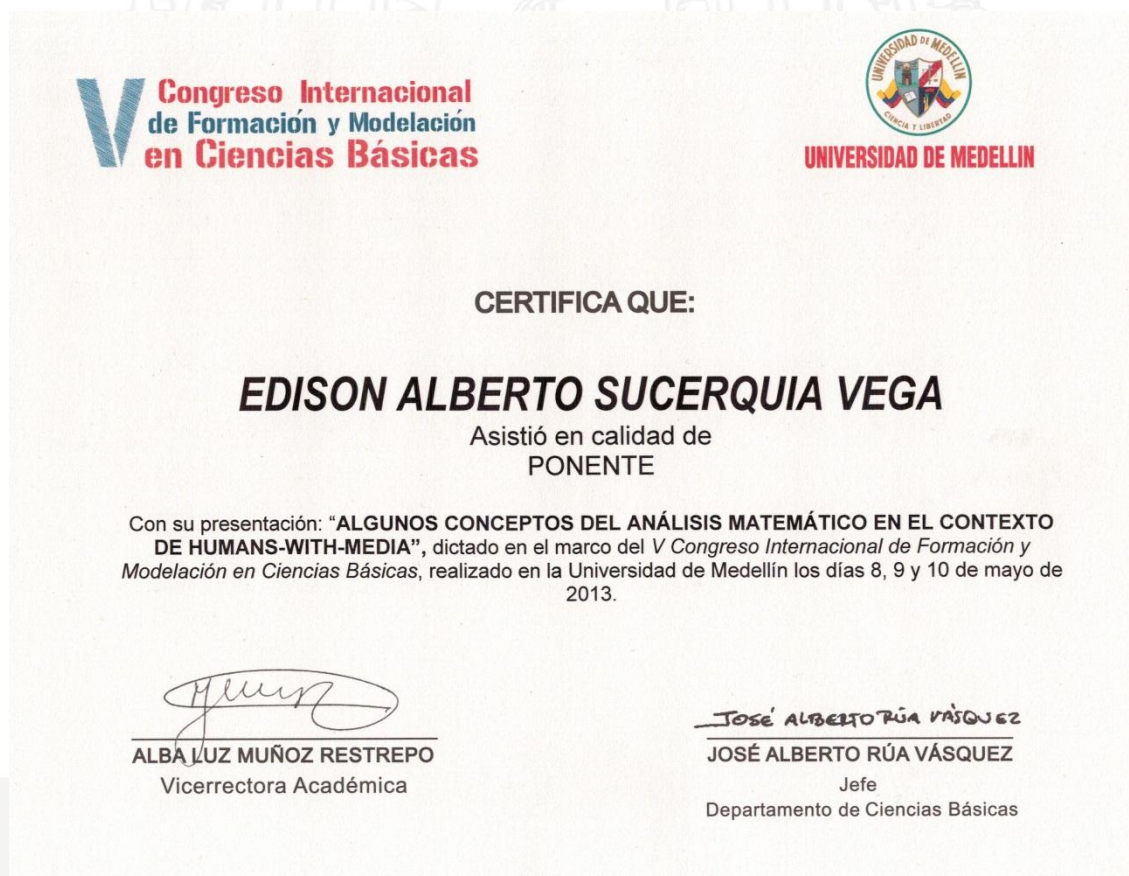 V Congreso Internacional
de Formación y Modelación
en Ciencias Básicas
UNIVERSIDAD DE MEDELLIN
CIENCIA Y LIBERTAD
UNIVERSIDAD DE MEDELLIN
CERTIFICA QUE:
EDISON ALBERTO SUCERQUIA VEGA
Asistió en calidad de
PONENTE
Con su presentación: “ALGUNOS CONCEPTOS DEL ANÁLISIS MATEMÁTICO EN EL CONTEXTO
DE HUMANS-WITH-MEDIA”, dictado en el marco del V Congreso Internacional de Formación y
Modelación en Ciencias Básicas, realizado en la Universidad de Medellín los días 8, 9 y 10 de mayo de
2013.
ALBA LUZ MUÑOZ RESTREPO
Vicerrectora Académica
JOSÉ ALBERTO RÚA VÁSQUEZ
JOSÉ ALBERTO RÚA VÁSQUEZ
Jefe
Departamento de Ciencias Básicas